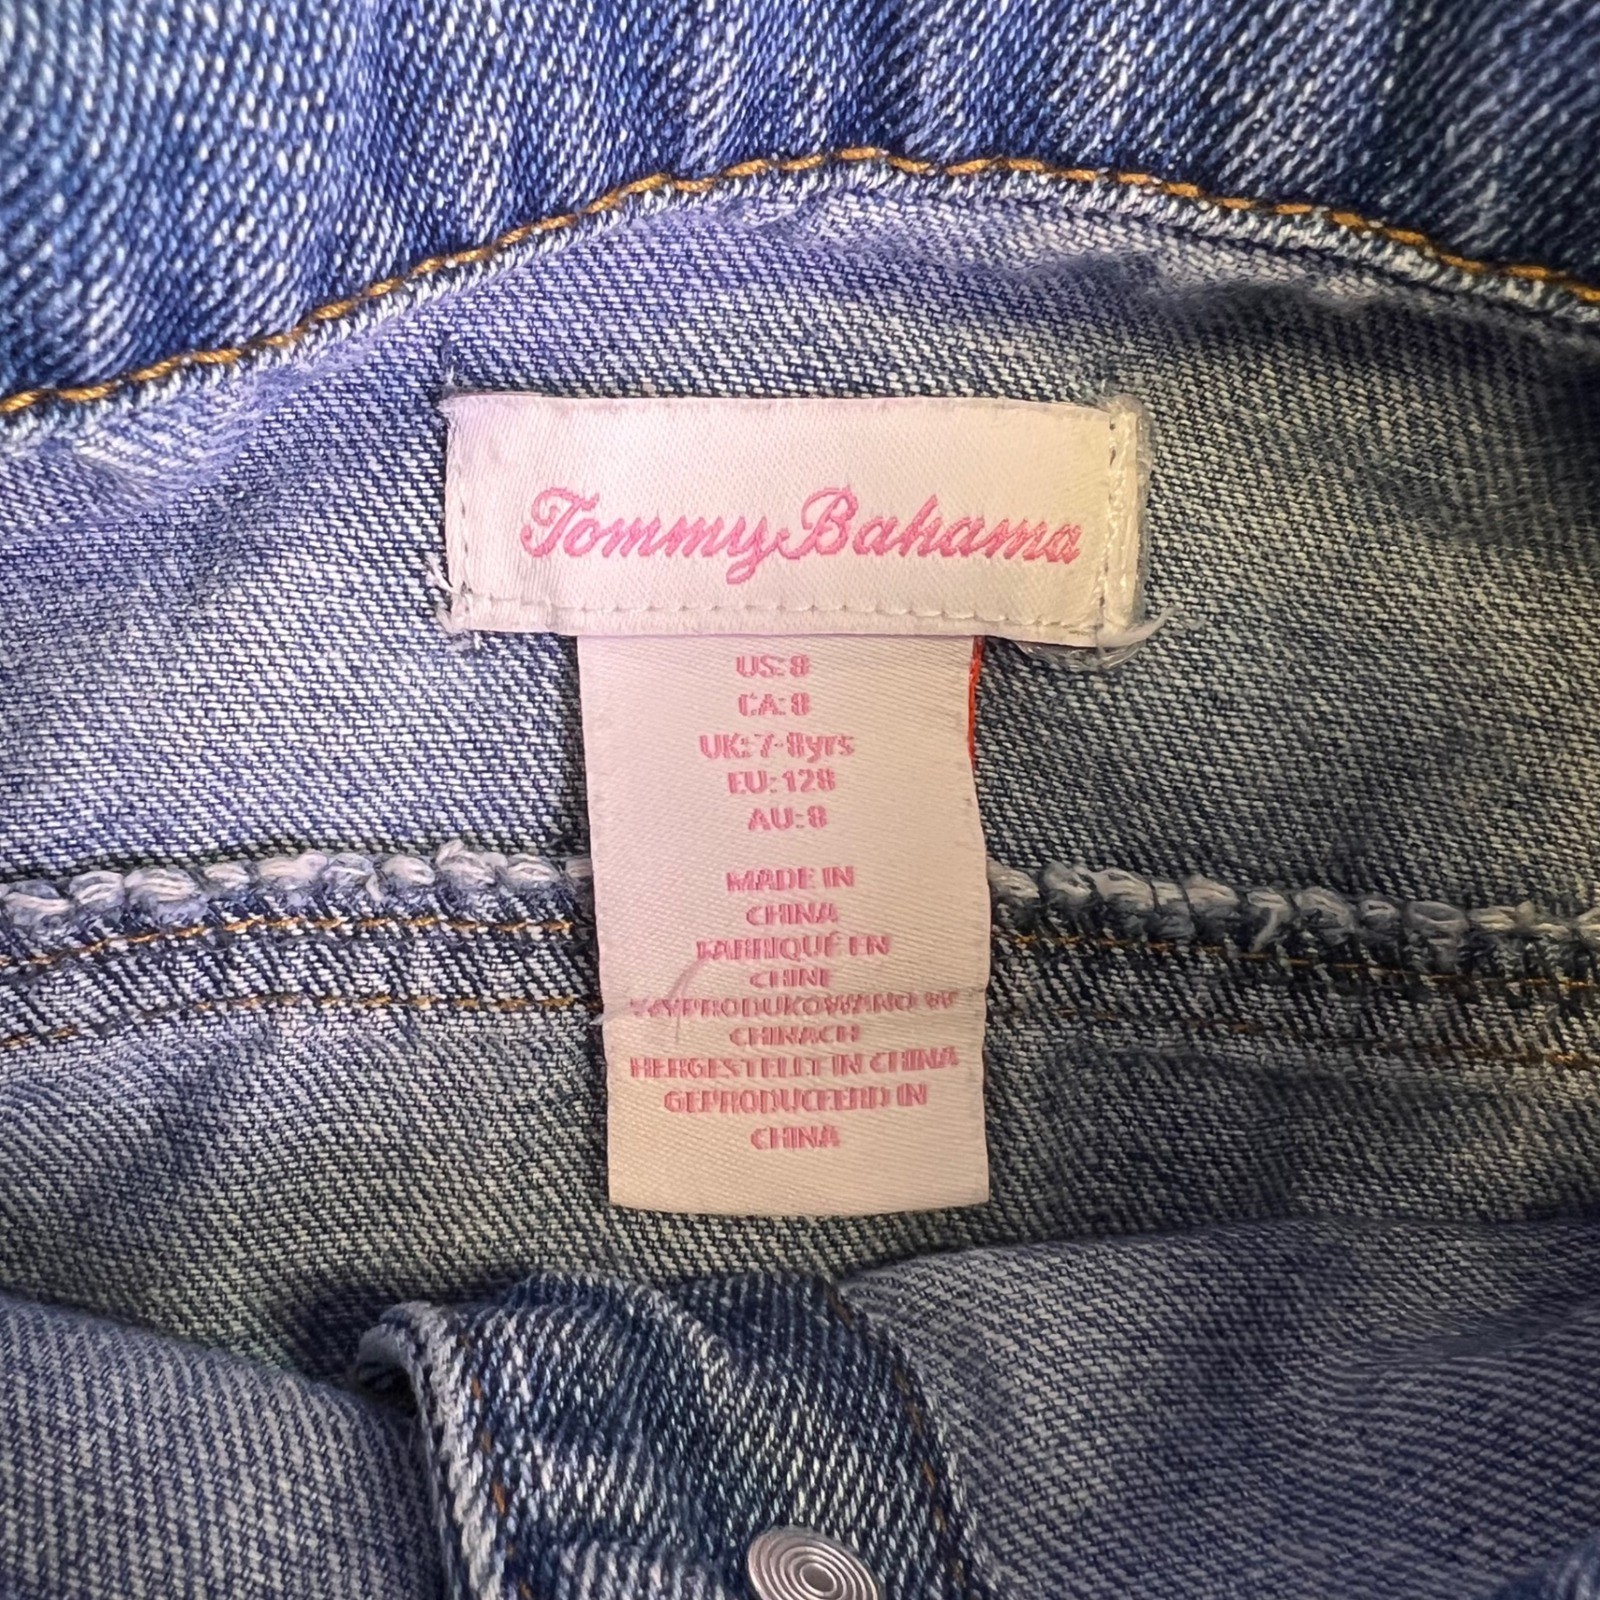 Tommy Bahama
US: 8
CA: 8
UK: 7-8yrs
EU: 128
AU: 8
MADE IN
CHINA
FABRIQUÉ EN
CHINE
WYPRODUKOWANO W
CHINACH
HERGESTELLT IN CHINA
GEPRODUCEERD IN
CHINA